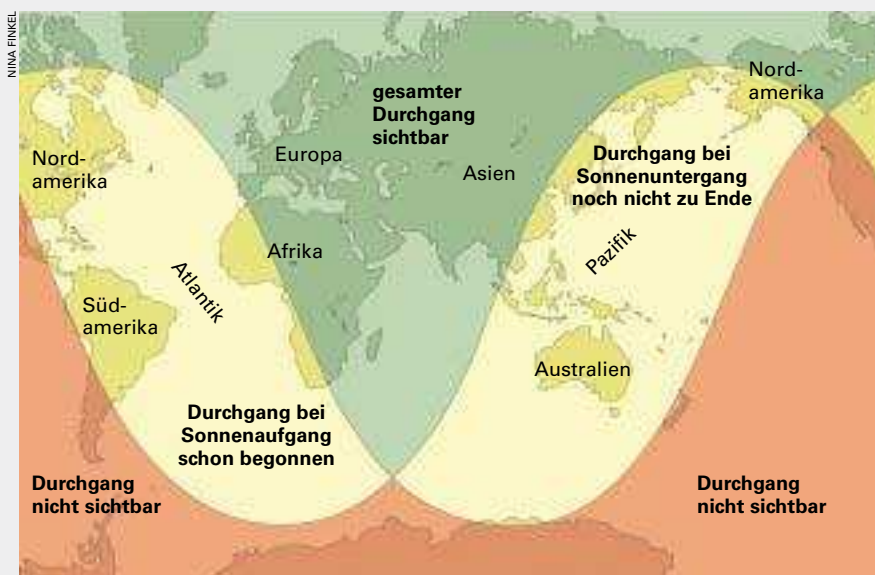 NINA FINKEL
gesamter
Durchgang
sichtbar
Nord-
amerika
Europa
Asien
Durchgang bei
Sonnenuntergang
noch nicht zu Ende
Nord-
amerika
Afrika
Atlantik
Pazifik
Süd-
amerika
Australien
Durchgang bei
Sonnenaufgang
schon begonnen
Durchgang
nicht sichtbar
Durchgang
nicht sichtbar